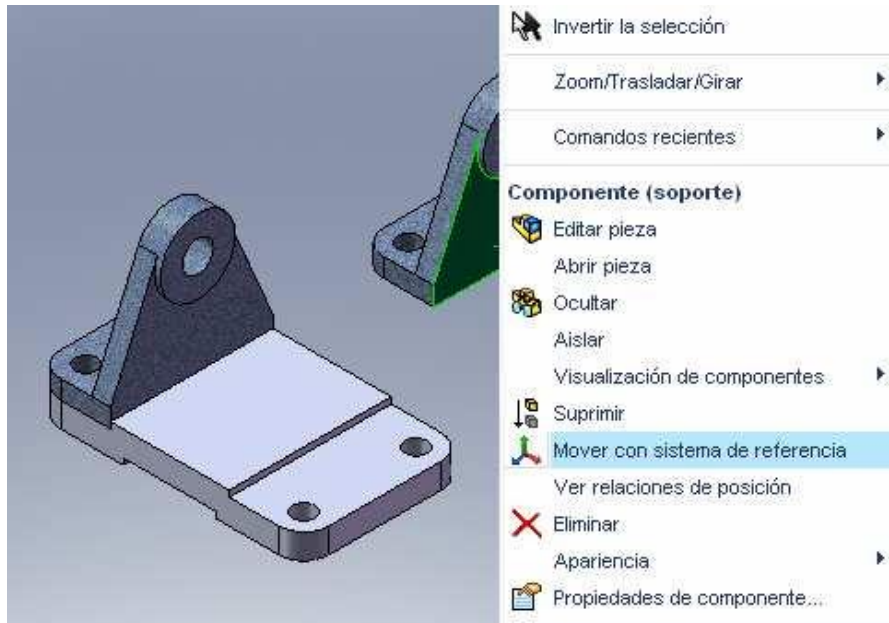 Invertir la selección
Zoom/Trasladar/Girar
Comandos recientes
Componente (soporte)
Editar pieza
Abrir pieza
Ocultar
Aislar
Visualización de componentes
Suprimir
Mover con sistema de referencia
Ver relaciones de posición
Eliminar
Apariencia
Propiedades de componente...